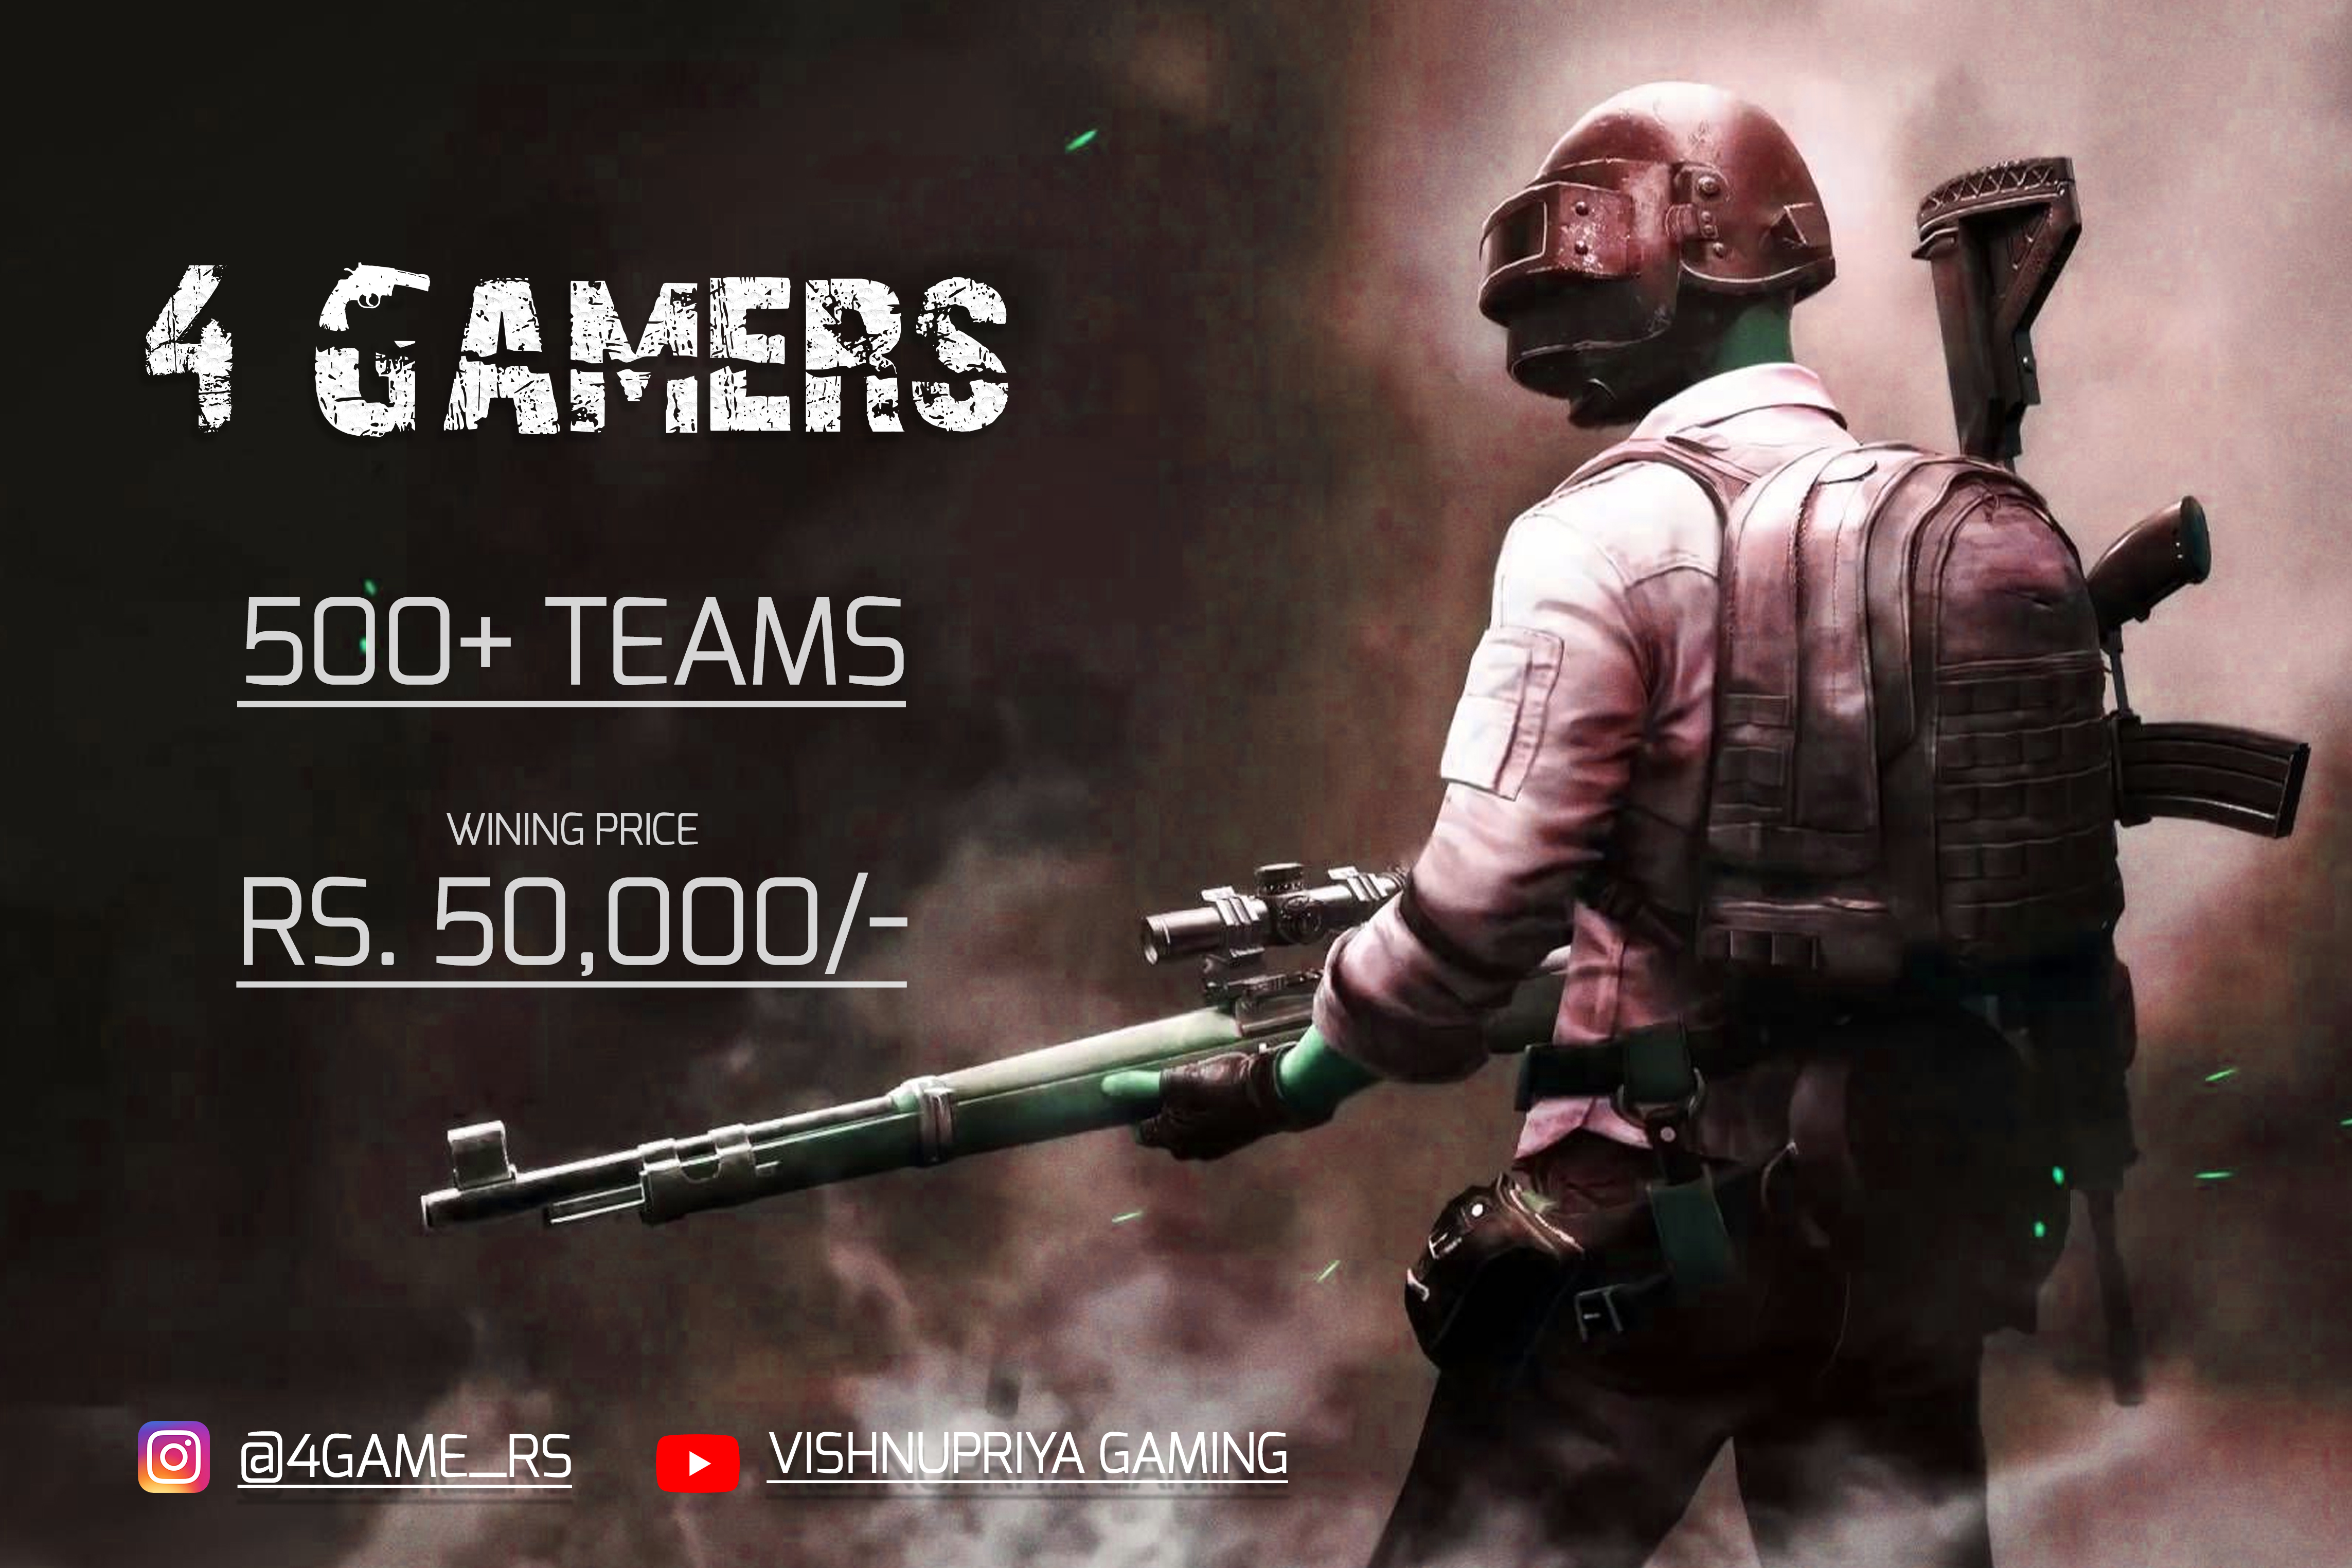 4 GAMERS
500+ TEAMS
WINING PRICE
RS. 50,000/-
@4GAME_RS
VISHNUPRIYA GAMING